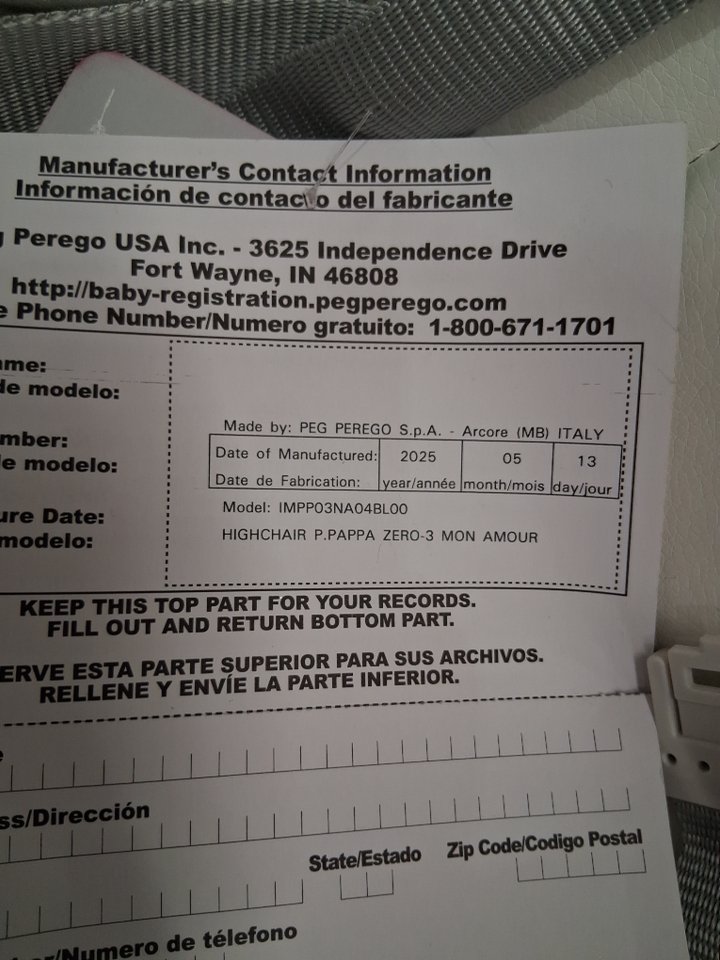 Manufacturer's Contact Information
Información de contacto del fabricante
Perego USA Inc. - 3625 Independence Drive
Fort Wayne, IN 46808
http://baby-registration.pegperego.com
Phone Number/Numero gratuito: 1-800-671-1701
de modelo:
Made by: PEG PEREGO S.p.A. - Arcore (MB) ITALY
Date of Manufactured: 2025 05 13
de modelo:
Date de Fabrication: year/année month/mois day/jour
Model: IMPP03NA04BL00
Date:
HIGHCHAIR P.PAPPA ZERO-3 MON AMOUR
modelo:
KEEP THIS TOP PART FOR YOUR RECORDS.
FILL OUT AND RETURN BOTTOM PART.
ESTA PARTE SUPERIOR PARA SUS ARCHIVOS.
RELLENE Y ENVÍE LA PARTE INFERIOR.
/Dirección
State/Estado Zip Code/Codigo Postal
/Numero de télefono